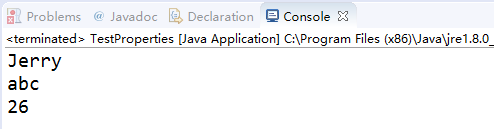 Problems @ Javadoc Declaration Console
<terminated> TestProperties [Java Application] C:\Program Files (x86)\Java\jre1.8.0_
Jerry
abc
26